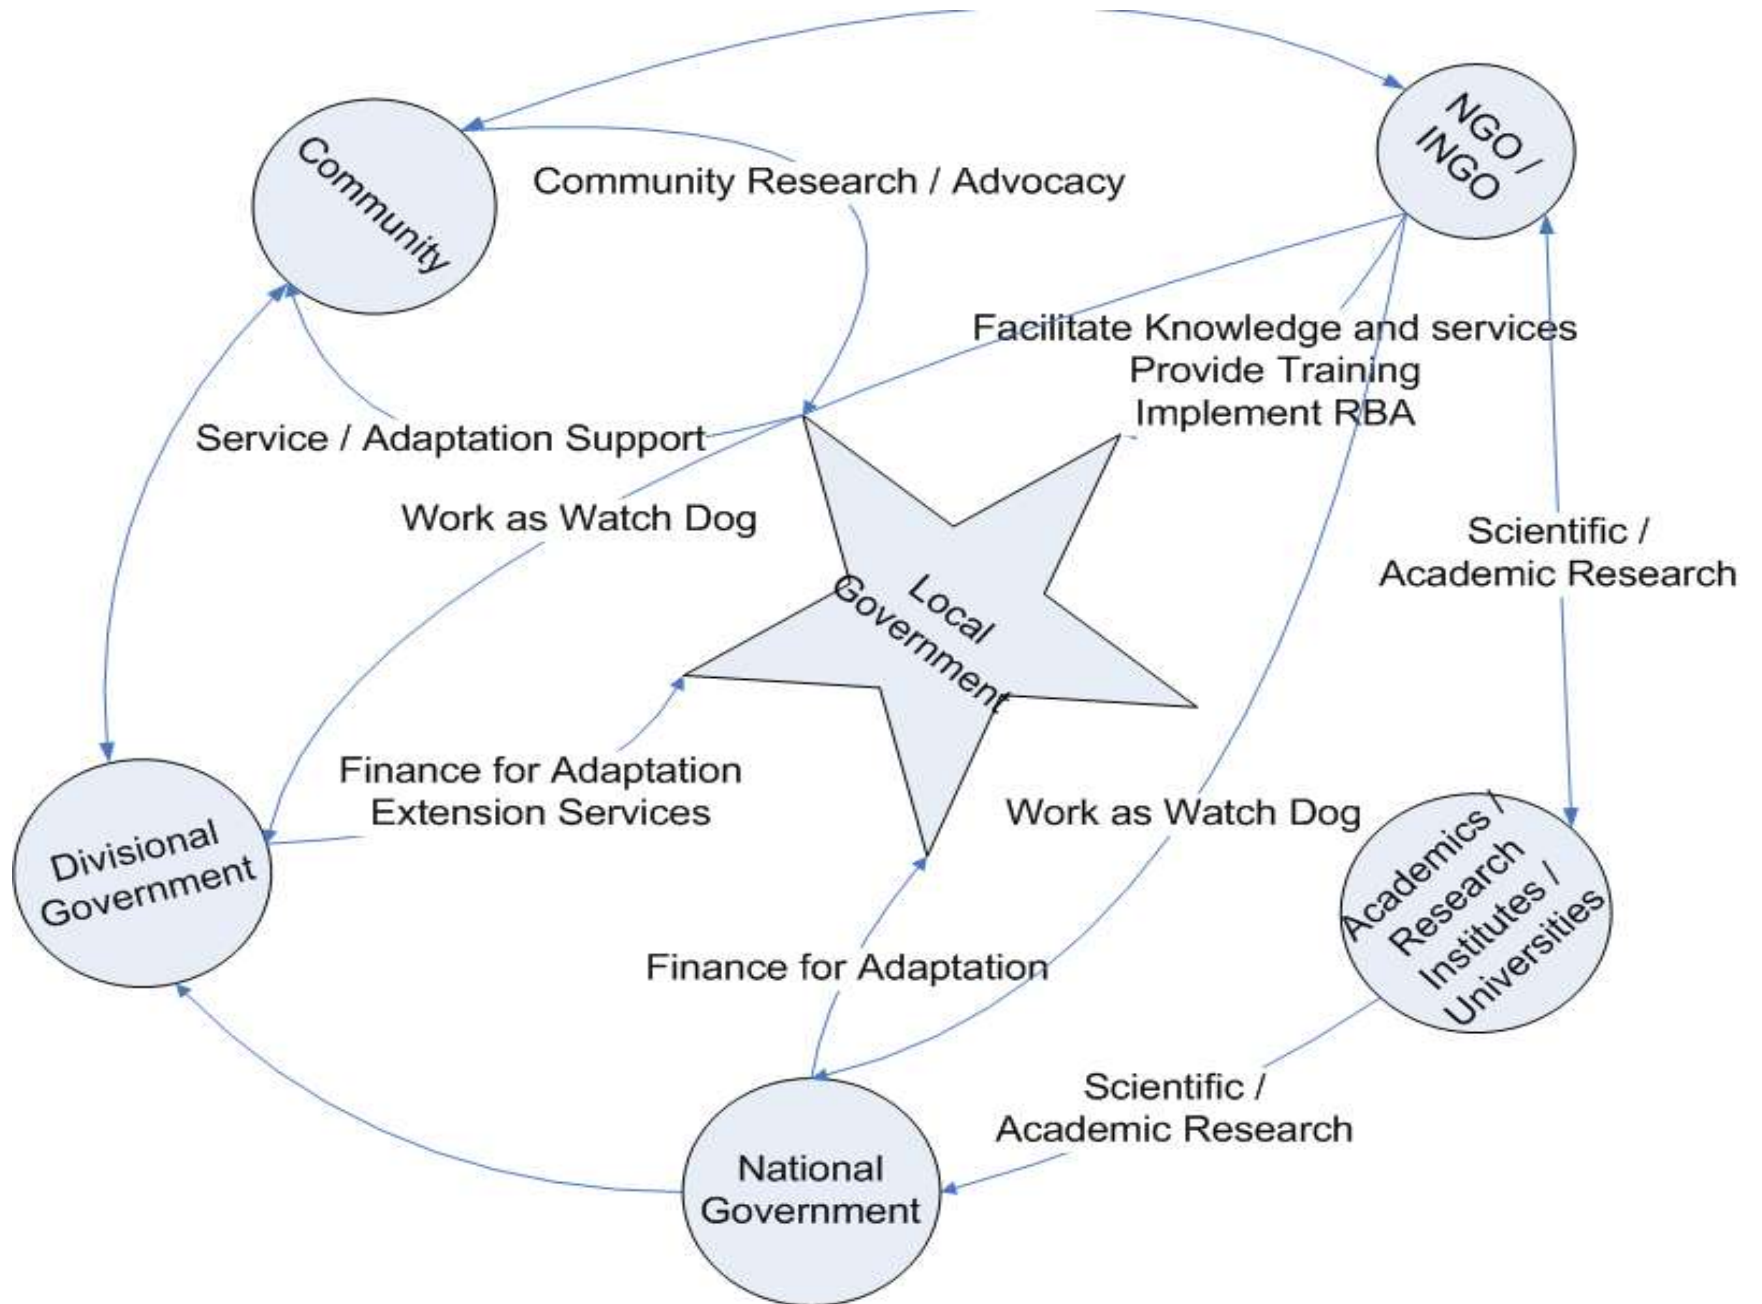 NGO /
INGO
Community
Community Research / Advocacy
Facilitate Knowledge and services
Provide Training
Implement RBA
Service / Adaptation Support
Work as Watch Dog
Scientific /
Academic Research
Local
Government
Finance for Adaptation
Extension Services
Work as Watch Dog
Divisional
Government
Academics /
Research
Institutes /
Universities
Finance for Adaptation
Scientific /
Academic Research
National
Government